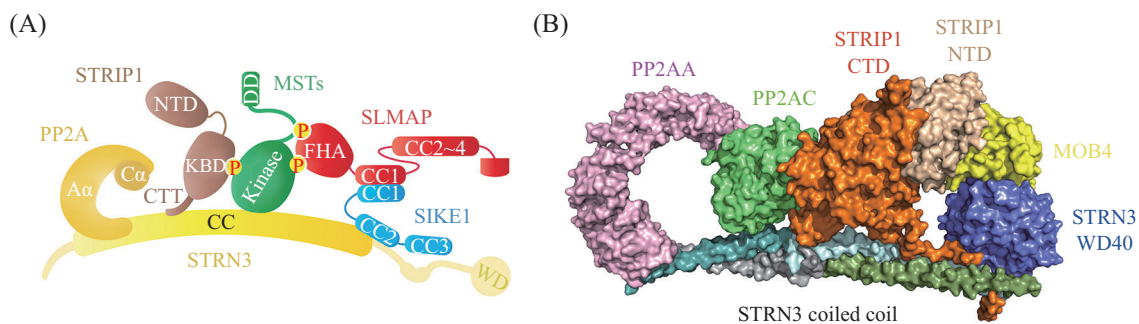 (A)
STRIP1
NTD
DD
MSTs
PP2A
Aα
Cα
CTT
KBD
P
Kinase
P
P
FHA
SLMAP
CC2~4
CC1
CC1
SIKE1
CC2
CC3
CC
STRN3
WD
(B)
PP2AA
PP2AC
STRIP1
CTD
STRIP1
NTD
MOB4
STRN3
WD40
STRN3 coiled coil